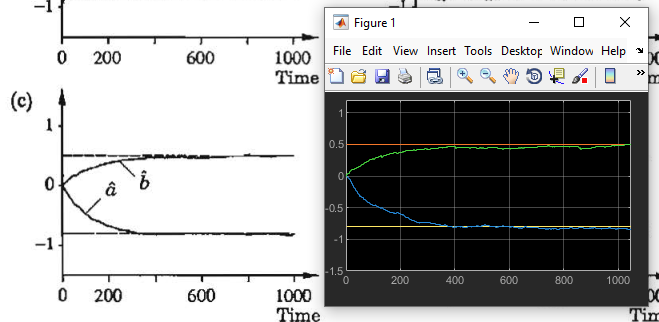 −1
0
200
600
1000
Time
(c)
1
0
−1
â
b̂
0
200
600
1000
Time
Figure 1
File Edit View Insert Tools Desktop Window Help
1
0.5
0
-0.5
-1
-1.5
0 200 400 600 800 1000
Tim